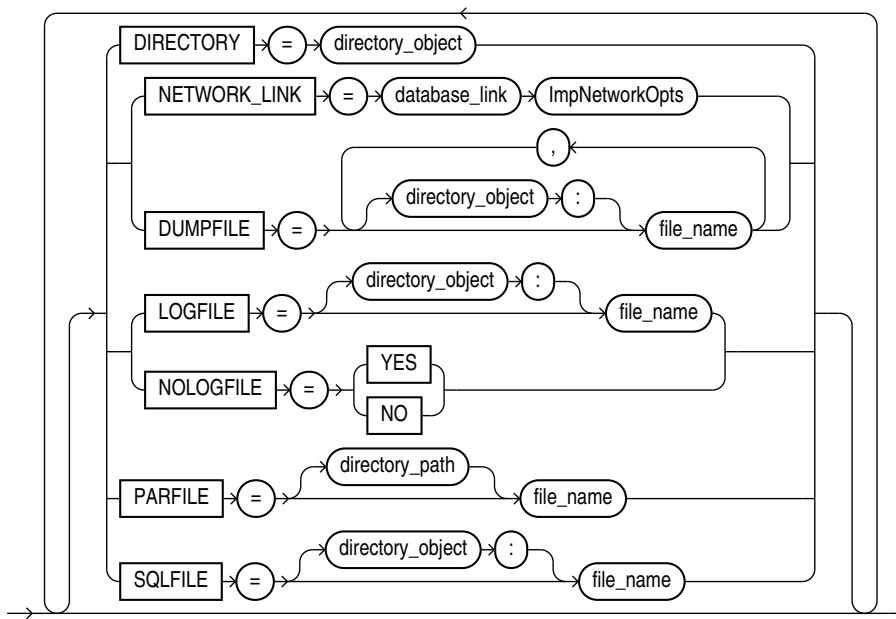 DIRECTORY = directory_object
NETWORK_LINK = database_link ImpNetworkOpts
,
directory_object :
DUMPFILE = file_name
directory_object :
LOGFILE = file_name
YES
NOLOGFILE =
NO
directory_path
PARFILE = file_name
directory_object :
SQLFILE = file_name